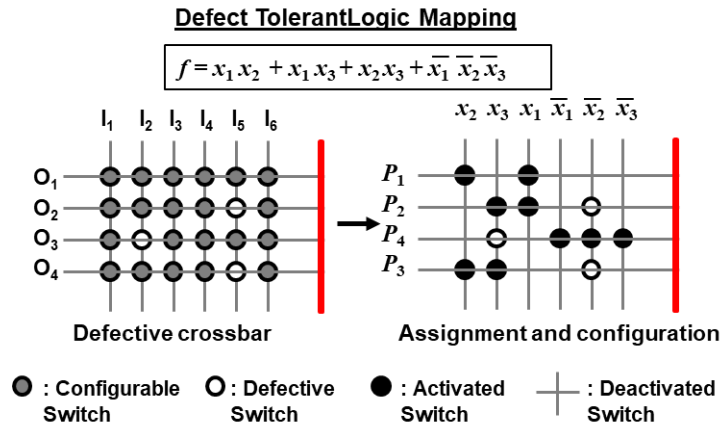 Defect TolerantLogic Mapping
f = x₁ x₂ + x₁ x₃ + x₂ x₃ + x̅₁ x̅₂ x̅₃
I₁ I₂ I₃ I₄ I₅ I₆
x₂ x₃ x₁ x̅₁ x̅₂ x̅₃
O₁
O₂
O₃
O₄
P₁
P₂
P₄
P₃
Defective crossbar
Assignment and configuration
: Configurable Switch
: Defective Switch
: Activated Switch
: Deactivated Switch